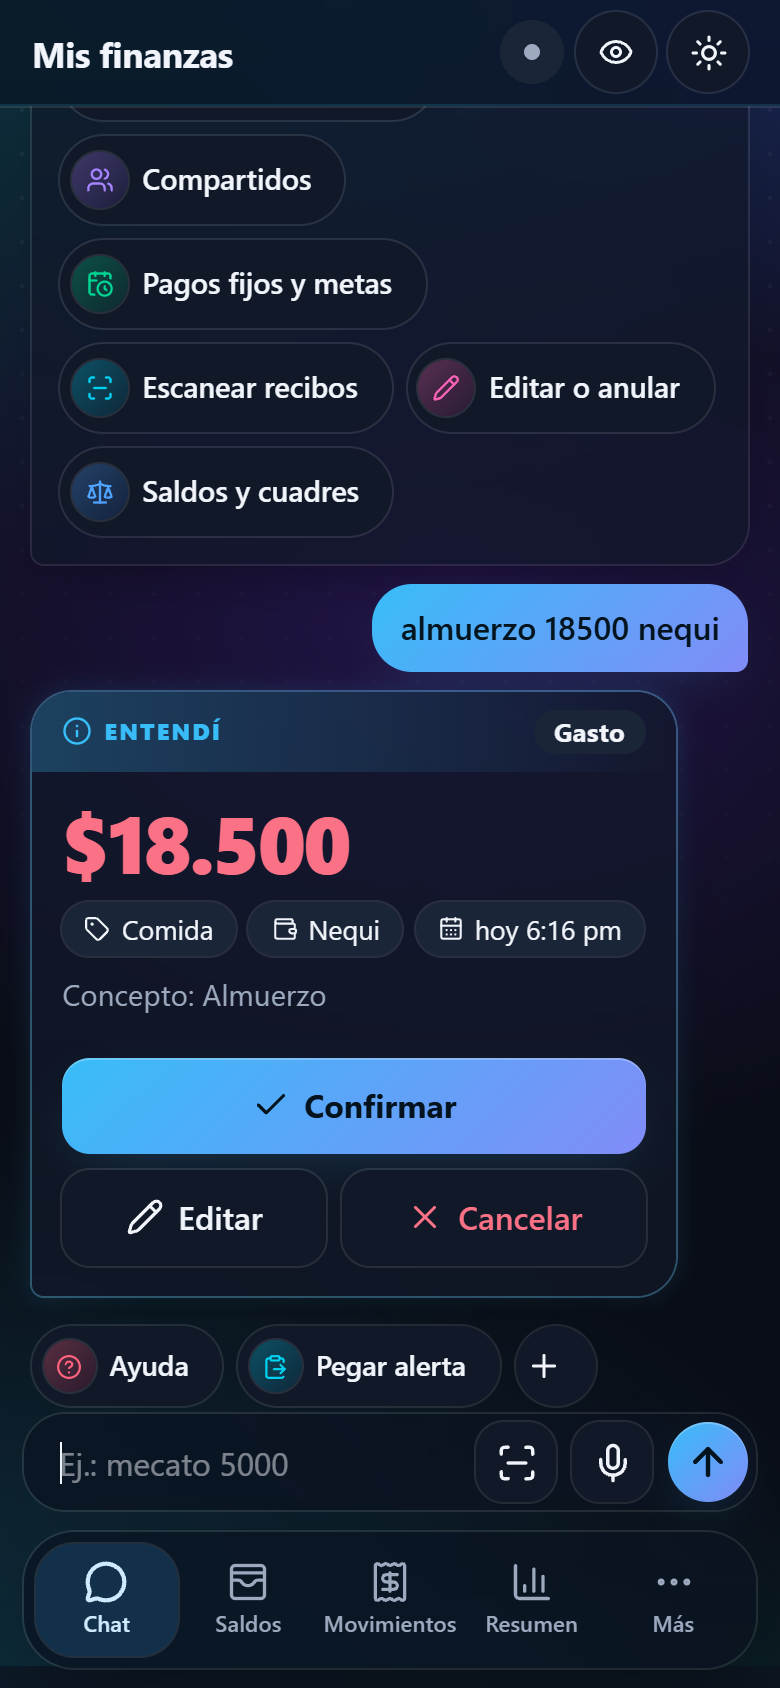 Mis finanzas
Compartidos
Pagos fijos y metas
Escanear recibos
Editar o anular
Saldos y cuadres
almuerzo 18500 nequi
ENTENDÍ
Gasto
$18.500
Comida
Nequi
hoy 6:16 pm
Concepto: Almuerzo
Confirmar
Editar
Cancelar
Ayuda
Pegar alerta
Ej.: mecato 5000
Chat
Saldos
Movimientos
Resumen
Más